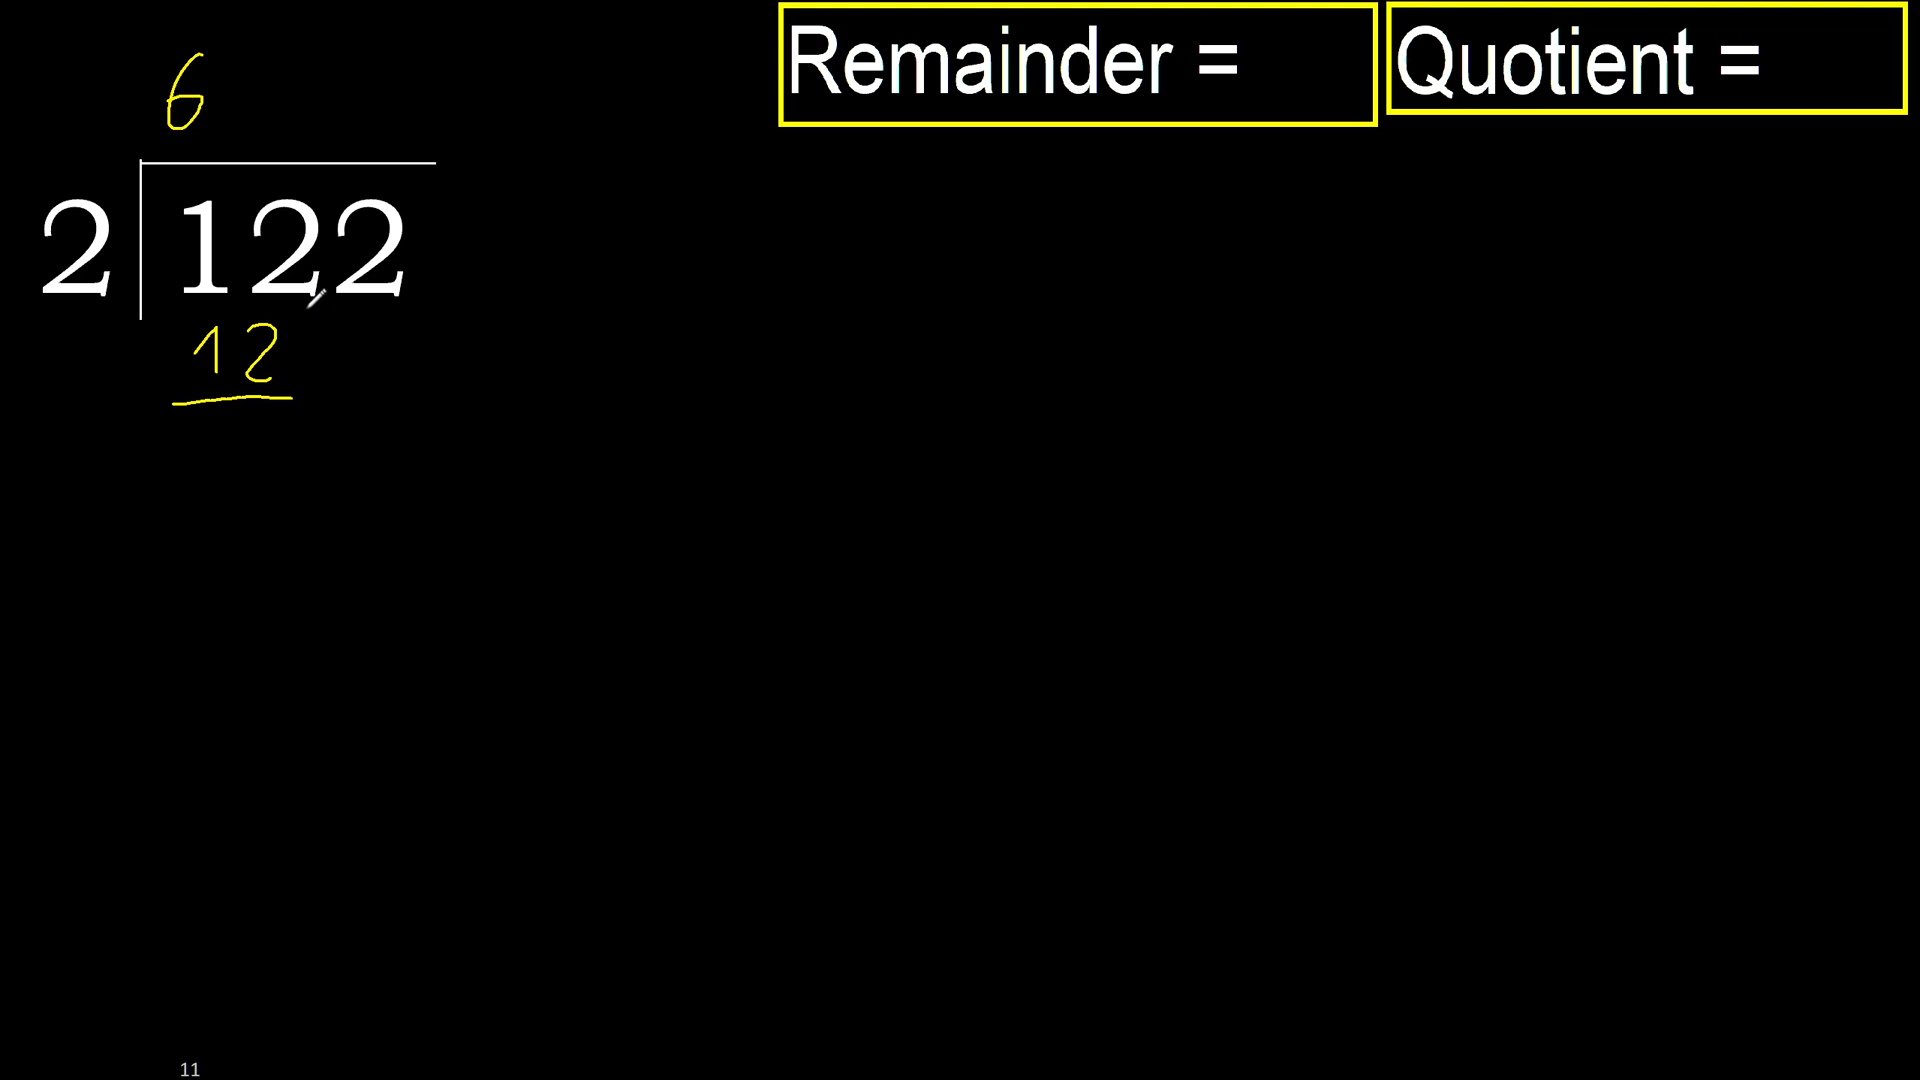 Remainder = Quotient =
6
2 122
12
11